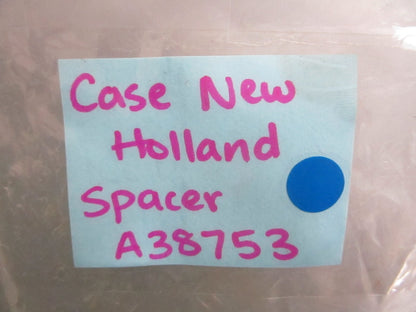 Case New
Holland
Spacer
A38753